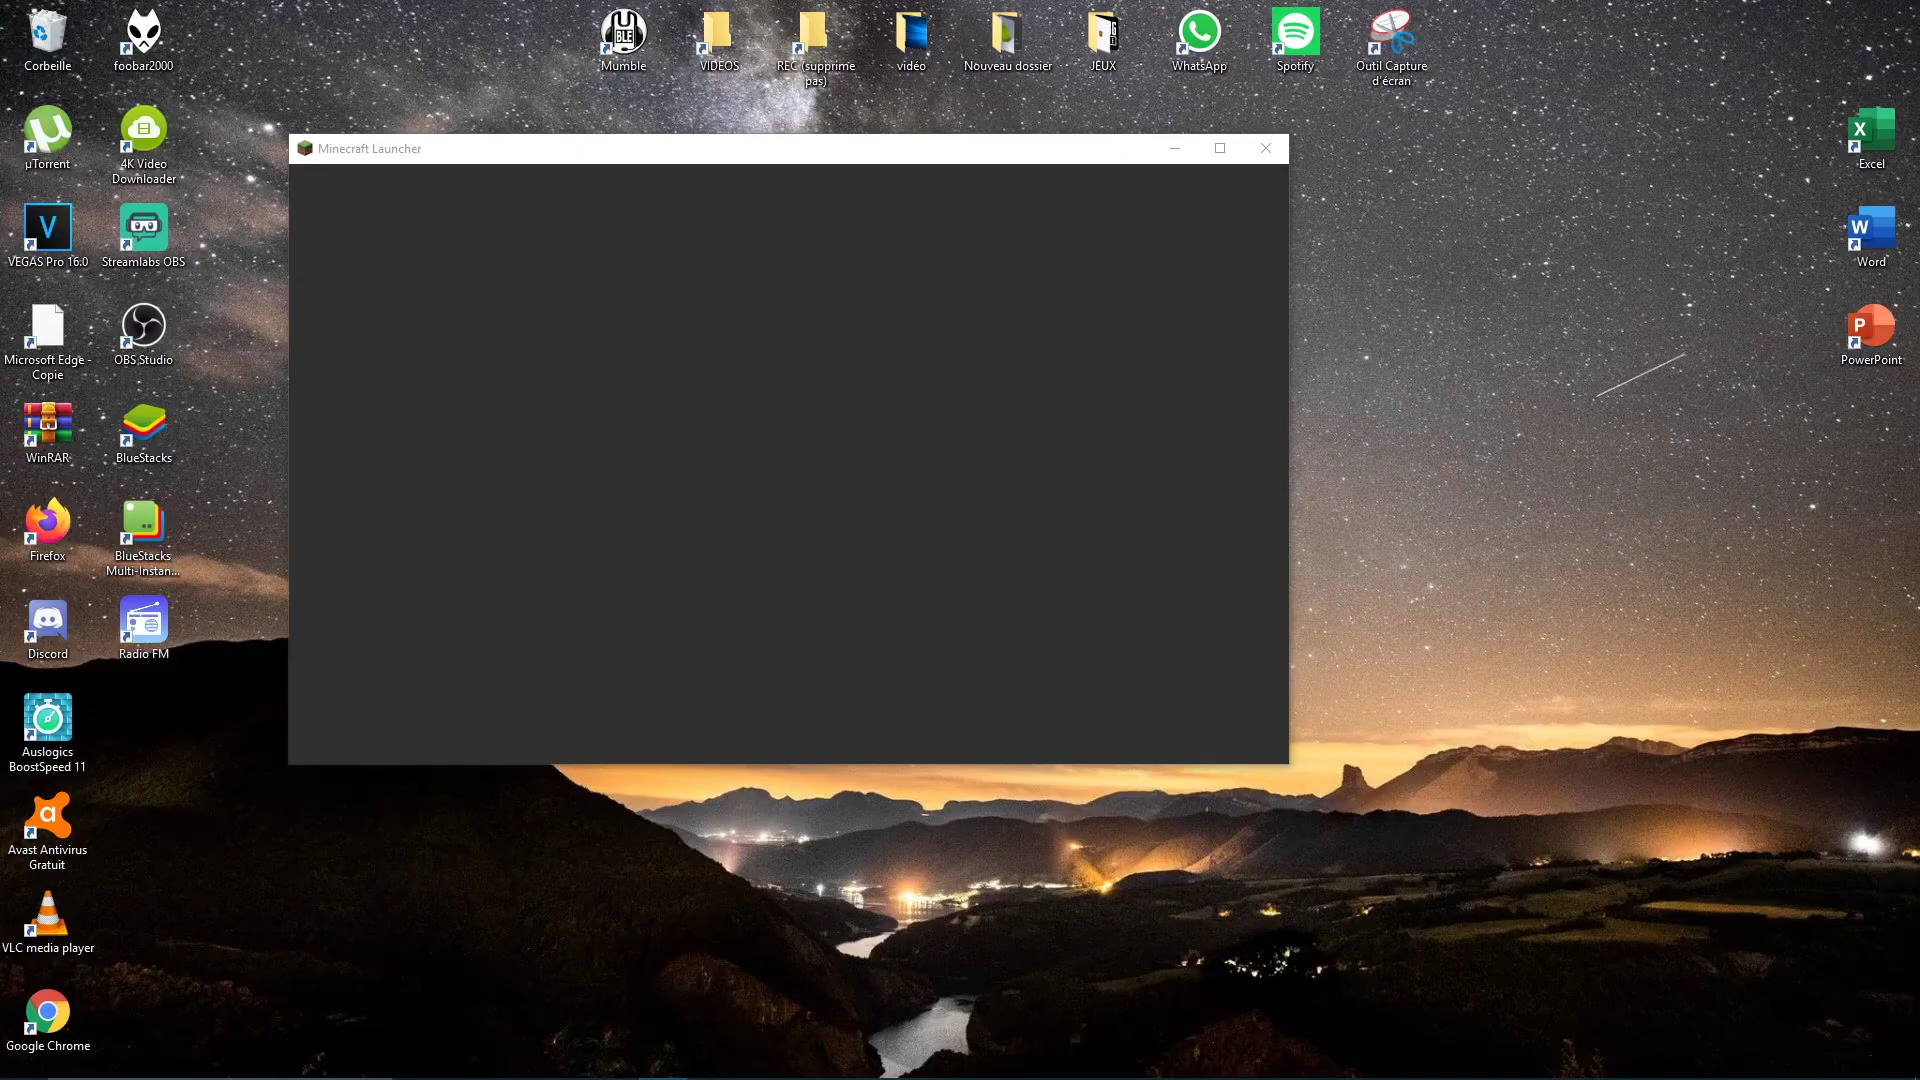 Corbeille
foobar2000
Mumble
VIDEOS
REC (supprime
pas)
vidéo
Nouveau dossier
JEUX
WhatsApp
Spotify
Outil Capture
d'écran
µTorrent
4K Video
Downloader
Excel
Minecraft Launcher
VEGAS Pro 16.0
Streamlabs OBS
Word
Microsoft Edge -
Copie
OBS Studio
PowerPoint
WinRAR
BlueStacks
Firefox
BlueStacks
Multi-Instan...
Discord
Radio FM
Auslogics
BoostSpeed 11
Avast Antivirus
Gratuit
VLC media player
Google Chrome